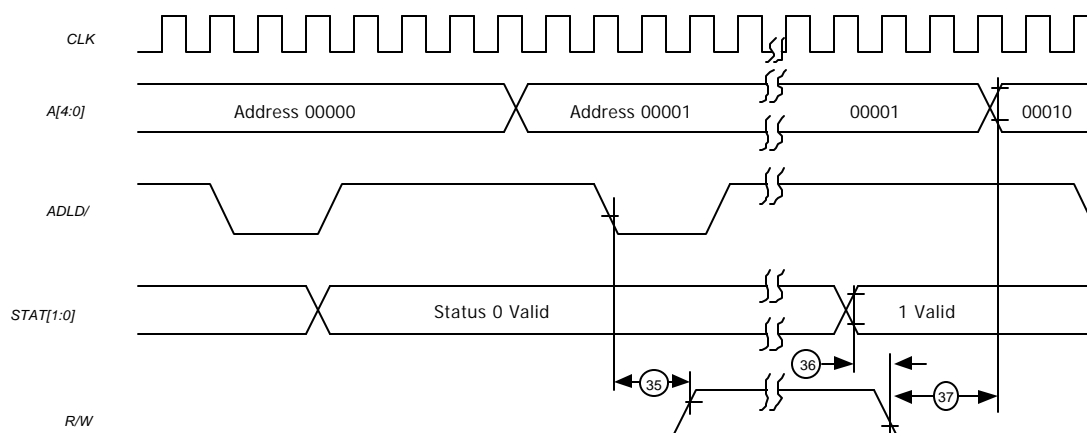 CLK
A[4:0]
Address 00000
Address 00001
00001
00010
ADLD/
STAT[1:0]
Status 0 Valid
1 Valid
35
36
37
R/W